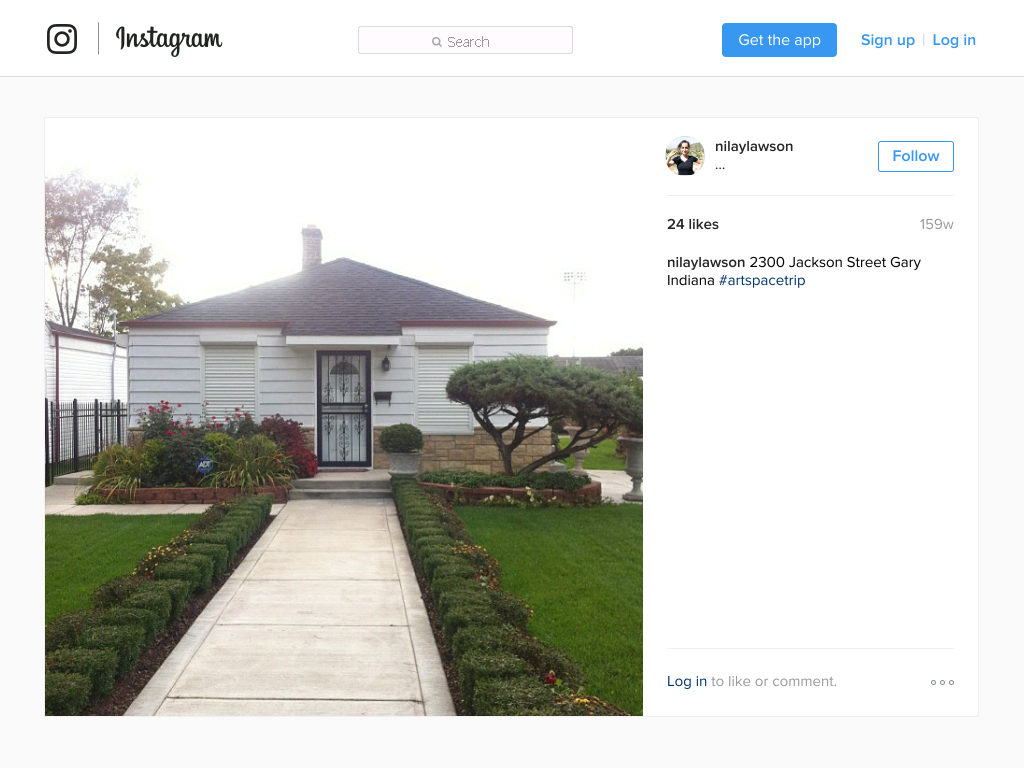 Instagram
Search
Get the app
Sign up | Log in
nilaylawson
...
Follow
24 likes
159w
nilaylawson 2300 Jackson Street Gary
Indiana #artspacetrip
ADT
Log in to like or comment.